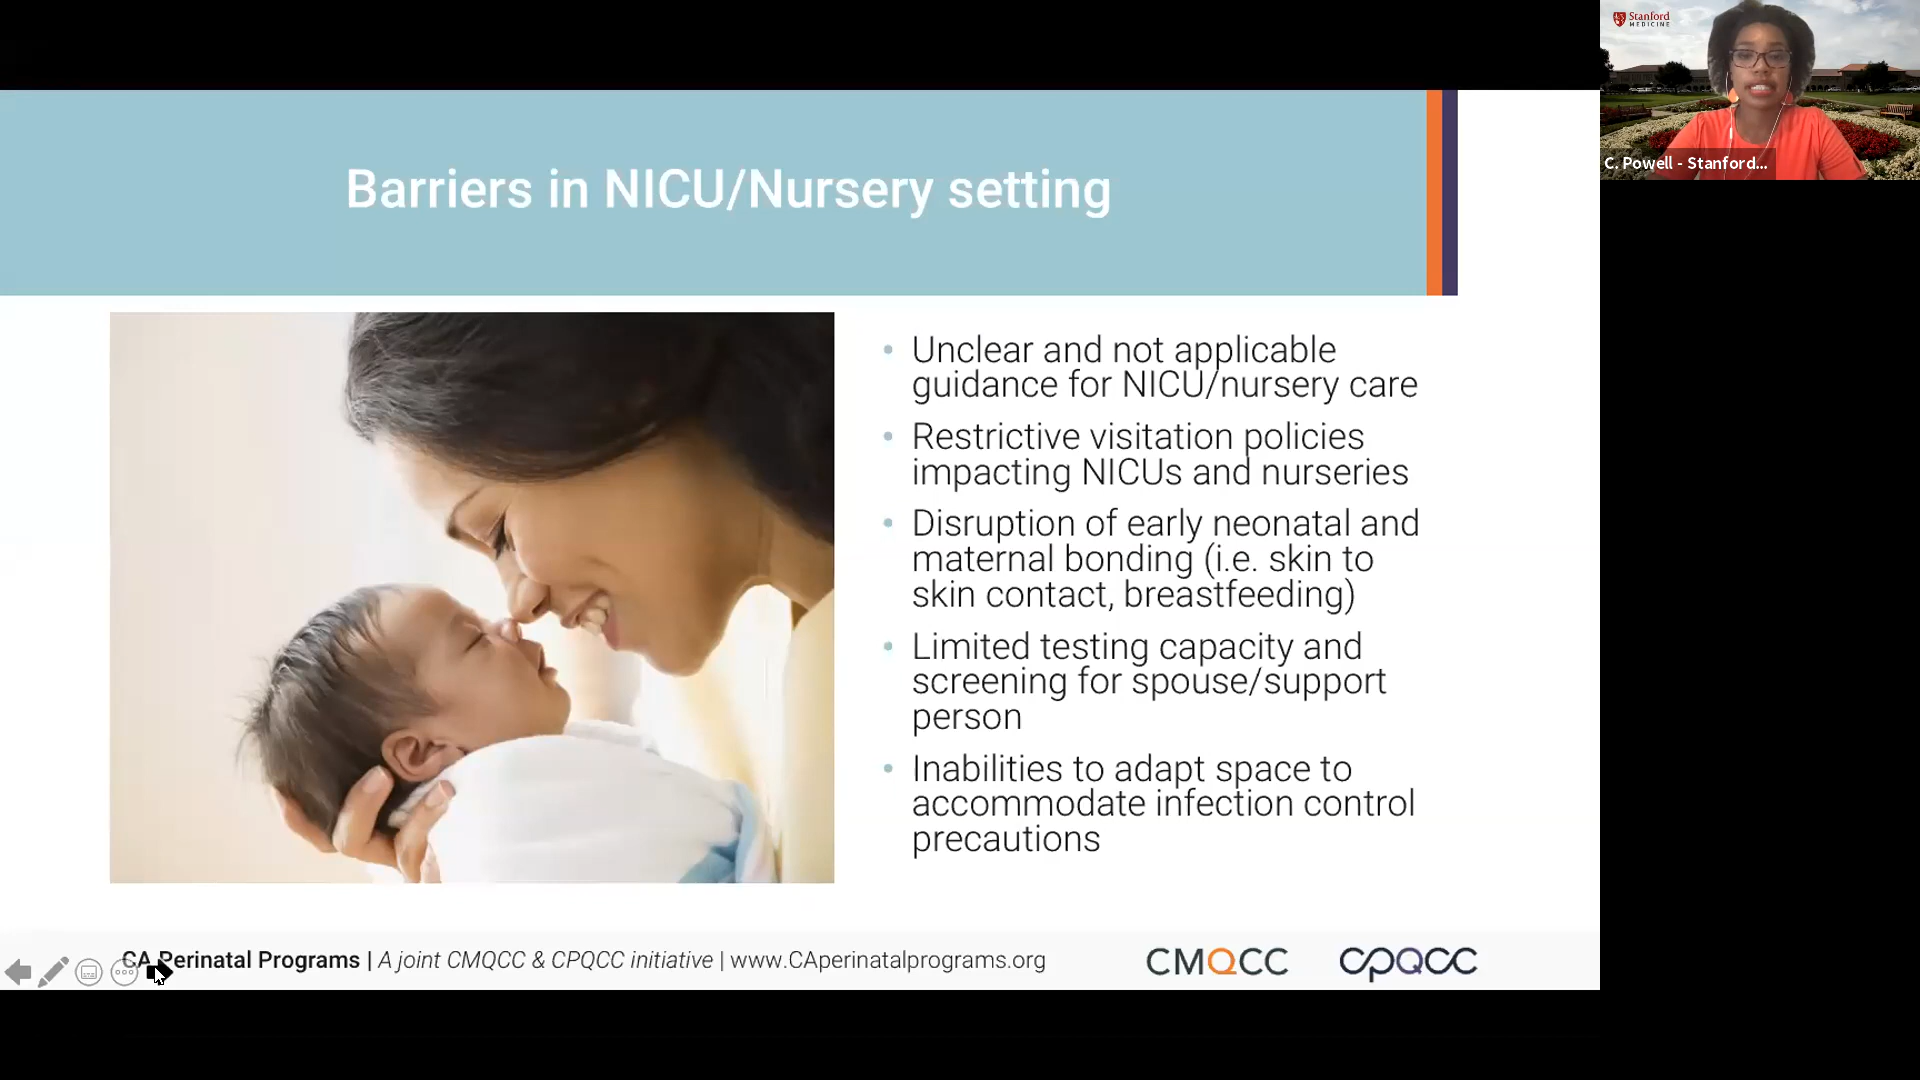 Stanford
MEDICINE
C. Powell - Stanford...
Barriers in NICU/Nursery setting
• Unclear and not applicable
guidance for NICU/nursery care
• Restrictive visitation policies
impacting NICUs and nurseries
• Disruption of early neonatal and
maternal bonding (i.e. skin to
skin contact, breastfeeding)
• Limited testing capacity and
screening for spouse/support
person
• Inabilities to adapt space to
accommodate infection control
precautions
CA Perinatal Programs | A joint CMQCC & CPQCC initiative | www.CAperinatalprograms.org
CMQCC
CPQCC